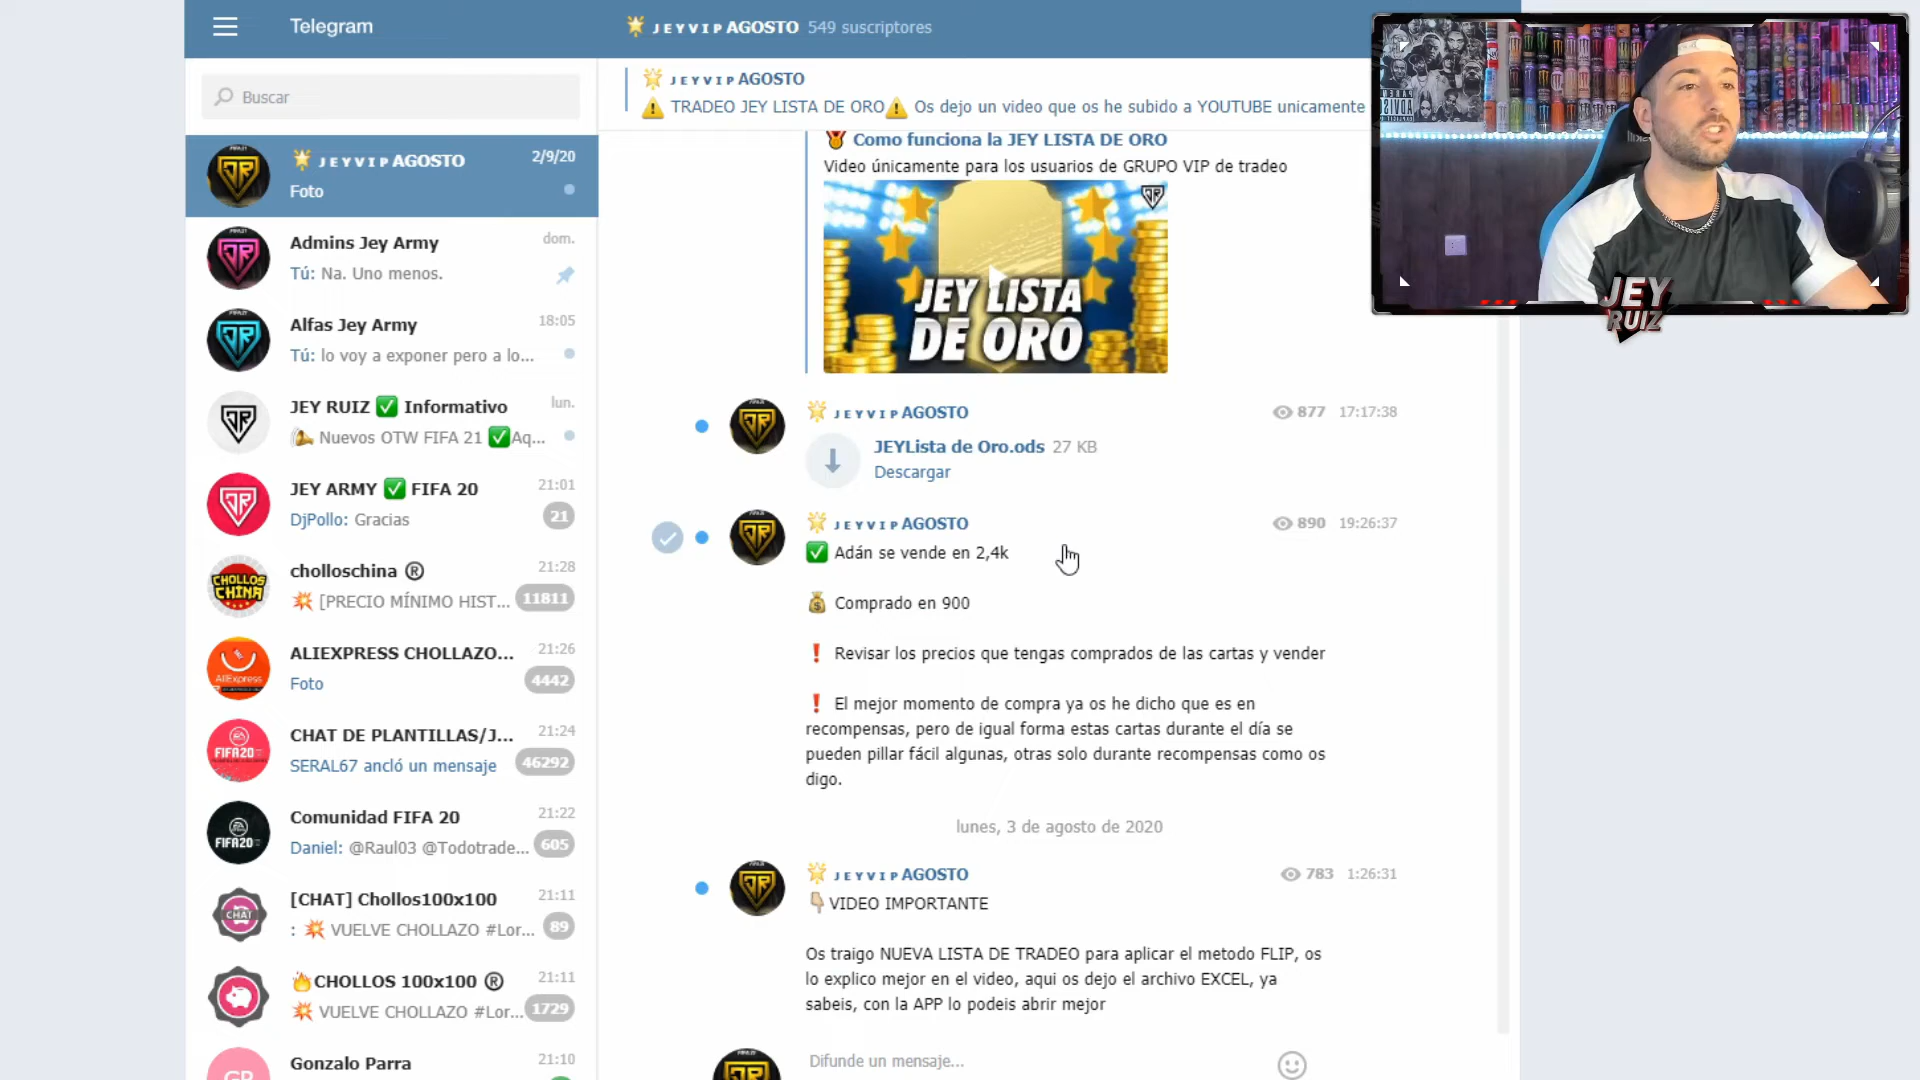 Telegram
🌟 ᴊᴇʏᴠɪᴘAGOSTO 549 suscriptores
Buscar
🌟 ᴊᴇʏᴠɪᴘAGOSTO 2/9/20
Foto
Admins Jey Army dom.
Tú: Na. Uno menos.
Alfas Jey Army 18:05
Tú: lo voy a exponer pero a lo...
JEY RUIZ ✅ Informativo lun.
Nuevos OTW FIFA 21 ✅Aq...
JEY ARMY ✅ FIFA 20 21:01
DjPollo: Gracias 21
cholloschina ® 21:28
💥 [PRECIO MÍNIMO HIST... 11811
ALIEXPRESS CHOLLAZO... 21:26
Foto 4442
CHAT DE PLANTILLAS/J... 21:24
SERAL67 ancló un mensaje 46292
Comunidad FIFA 20 21:22
Daniel: @Raul03 @Todotrade... 605
[CHAT] Chollos100x100 21:11
: 💥 VUELVE CHOLLAZO #Lor... 89
🔥CHOLLOS 100x100 ® 21:11
💥 VUELVE CHOLLAZO #Lor... 1729
Gonzalo Parra 21:10
CHOLLOS
CHINA
AliExpress
FIFA20
FIFA20
CHAT
🌟 ᴊᴇʏᴠɪᴘAGOSTO
⚠️ TRADEO JEY LISTA DE ORO⚠️ Os dejo un video que os he subido a YOUTUBE unicamente
🏅 Como funciona la JEY LISTA DE ORO
Video únicamente para los usuarios de GRUPO VIP de tradeo
JEY LISTA
DE ORO
🌟 ᴊᴇʏᴠɪᴘAGOSTO 877 17:17:38
JEYLista de Oro.ods 27 KB
Descargar
🌟 ᴊᴇʏᴠɪᴘAGOSTO 890 19:26:37
✅ Adán se vende en 2,4k
💰 Comprado en 900
❗ Revisar los precios que tengas comprados de las cartas y vender
❗ El mejor momento de compra ya os he dicho que es en
recompensas, pero de igual forma estas cartas durante el día se
pueden pillar fácil algunas, otras solo durante recompensas como os
digo.
lunes, 3 de agosto de 2020
🌟 ᴊᴇʏᴠɪᴘAGOSTO 783 1:26:31
👇🏼VIDEO IMPORTANTE
Os traigo NUEVA LISTA DE TRADEO para aplicar el metodo FLIP, os
lo explico mejor en el video, aqui os dejo el archivo EXCEL, ya
sabeis, con la APP lo podeis abrir mejor
Difunde un mensaje...
JEY
RUIZ